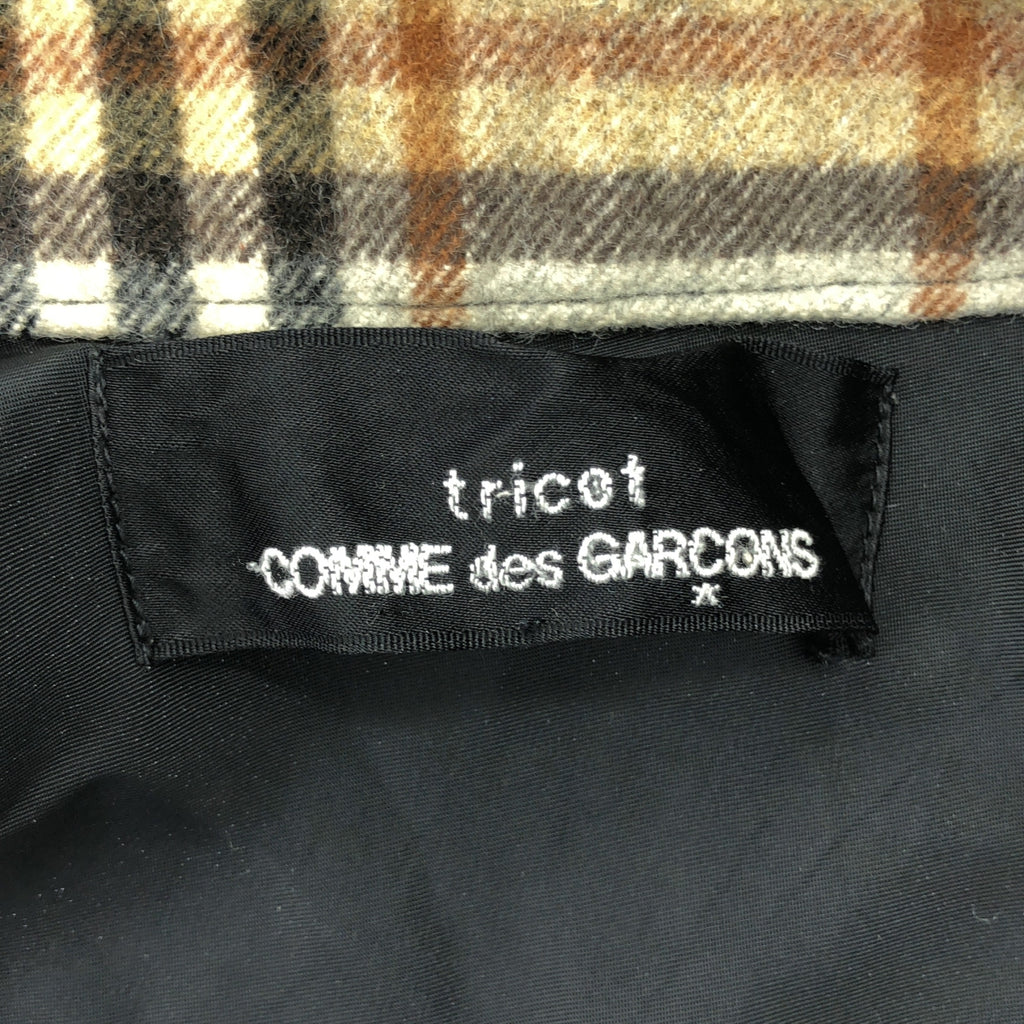 tricot
COMME des GARCONS
*